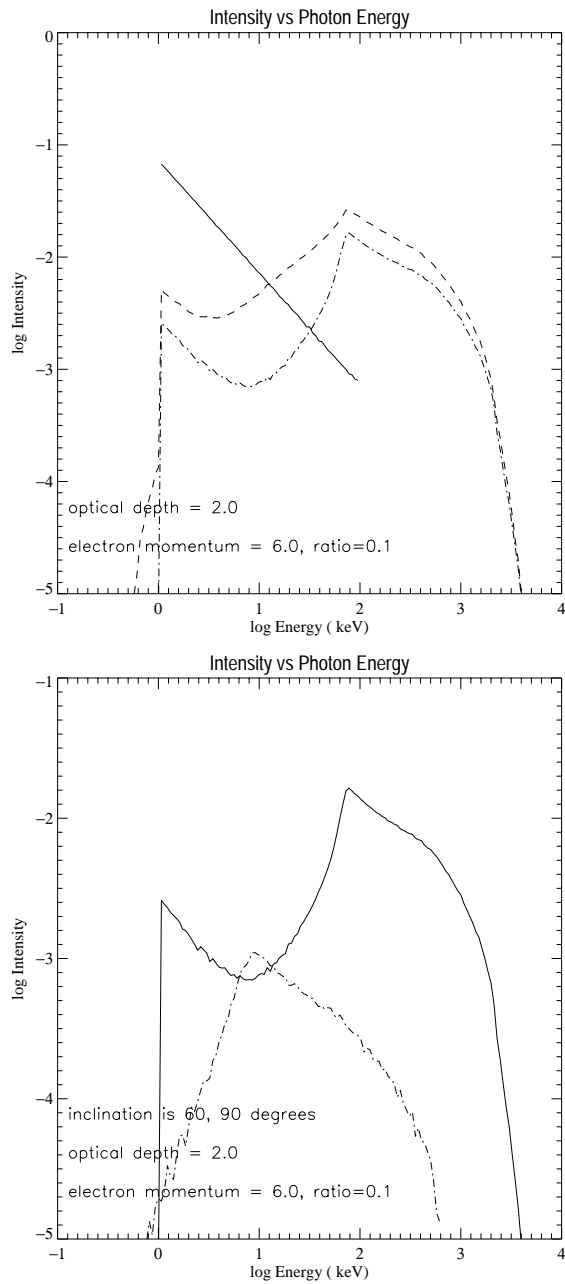 Intensity vs Photon Energy
0
−1
−2
−3
−4
−5
log Intensity
optical depth = 2.0
electron momentum = 6.0, ratio=0.1
−1 0 1 2 3 4
log Energy ( keV)
Intensity vs Photon Energy
−1
−2
−3
−4
−5
log Intensity
inclination is 60, 90 degrees
optical depth = 2.0
electron momentum = 6.0, ratio=0.1
−1 0 1 2 3 4
log Energy ( keV)